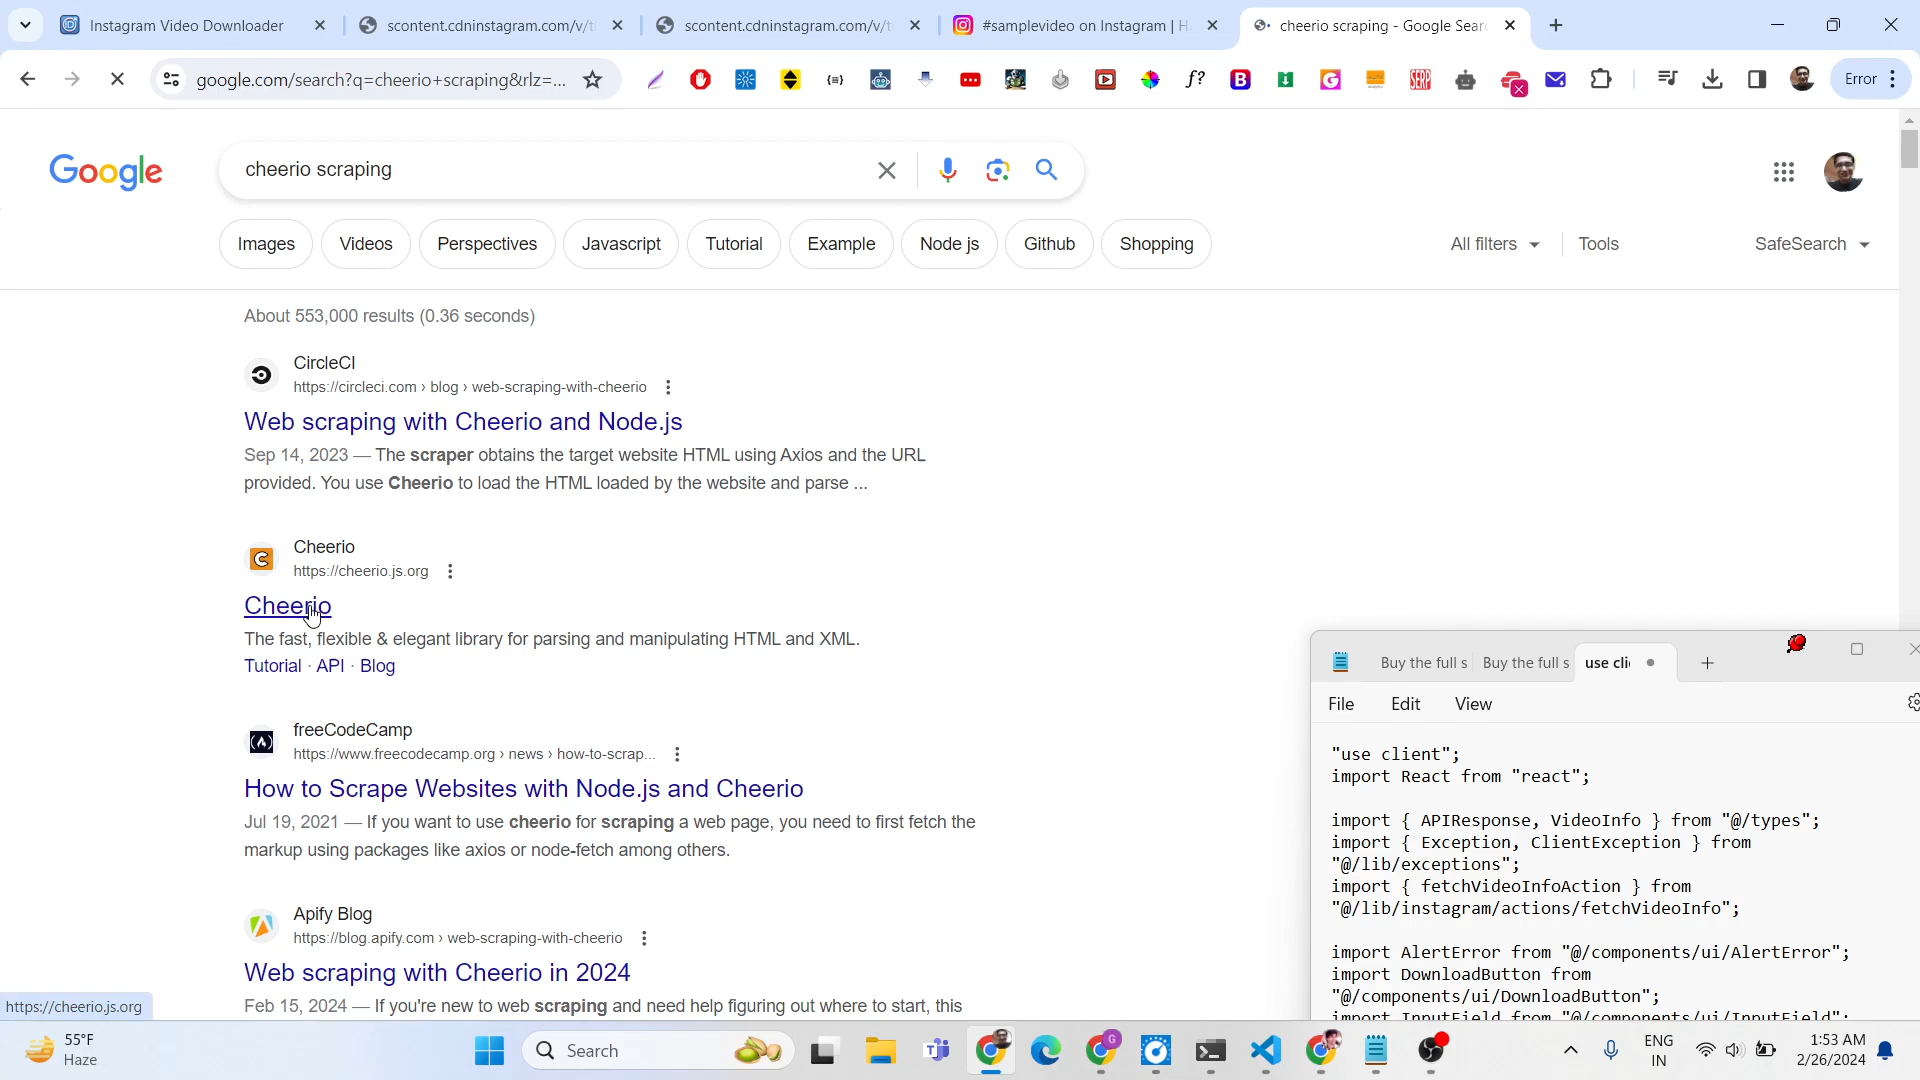 Instagram Video Downloader
scontent.cdninstagram.com/v/t
scontent.cdninstagram.com/v/t
#samplevideo on Instagram | H
cheerio scraping - Google Sear
google.com/search?q=cheerio+scraping&rlz=...
Error
Google
cheerio scraping
Images
Videos
Perspectives
Javascript
Tutorial
Example
Node js
Github
Shopping
All filters
Tools
SafeSearch
About 553,000 results (0.36 seconds)
CircleCI
https://circleci.com › blog › web-scraping-with-cheerio
Web scraping with Cheerio and Node.js
Sep 14, 2023 — The scraper obtains the target website HTML using Axios and the URL
provided. You use Cheerio to load the HTML loaded by the website and parse ...
Cheerio
https://cheerio.js.org
Cheerio
The fast, flexible & elegant library for parsing and manipulating HTML and XML.
Tutorial · API · Blog
freeCodeCamp
https://www.freecodecamp.org › news › how-to-scrap...
How to Scrape Websites with Node.js and Cheerio
Jul 19, 2021 — If you want to use cheerio for scraping a web page, you need to first fetch the
markup using packages like axios or node-fetch among others.
Apify Blog
https://blog.apify.com › web-scraping-with-cheerio
Web scraping with Cheerio in 2024
Feb 15, 2024 — If you're new to web scraping and need help figuring out where to start, this
https://cheerio.js.org
Buy the full s
Buy the full s
use cli
File
Edit
View
"use client";
import React from "react";
import { APIResponse, VideoInfo } from "@/types";
import { Exception, ClientException } from
"@/lib/exceptions";
import { fetchVideoInfoAction } from
"@/lib/instagram/actions/fetchVideoInfo";
import AlertError from "@/components/ui/AlertError";
import DownloadButton from
"@/components/ui/DownloadButton";
import InputField from "@/components/ui/InputField";
55°F
Haze
Search
ENG
IN
1:53 AM
2/26/2024